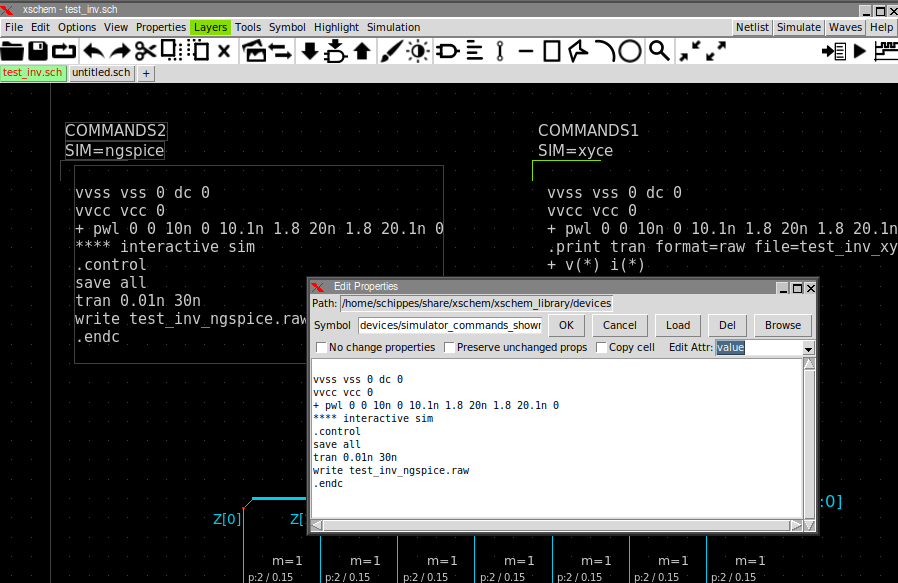 xschem - test_inv.sch
File Edit Options View Properties Layers Tools Symbol Highlight Simulation Netlist Simulate Waves Help
test_inv.sch untitled.sch +
COMMANDS2
SIM=ngspice
vvss vss 0 dc 0
vvcc vcc 0
+ pwl 0 0 10n 0 10.1n 1.8 20n 1.8 20.1n 0
**** interactive sim
.control
save all
tran 0.01n 30n
write test_inv_ngspice.raw
.endc
COMMANDS1
SIM=xyce
vvss vss 0 dc 0
vvcc vcc 0
+ pwl 0 0 10n 0 10.1n 1.8 20n 1.8 20.1n
.print tran format=raw file=test_inv_xy
+ v(*) i(*)
Edit Properties
Path: /home/schippes/share/xschem/xschem_library/devices
Symbol devices/simulator_commands_shown OK Cancel Load Del Browse
No change properties Preserve unchanged props Copy cell Edit Attr: value
vvss vss 0 dc 0
vvcc vcc 0
+ pwl 0 0 10n 0 10.1n 1.8 20n 1.8 20.1n 0
**** interactive sim
.control
save all
tran 0.01n 30n
write test_inv_ngspice.raw
.endc
:0]
Z[0] Z[
m=1 m=1 m=1 m=1 m=1 m=1 m=1
p:2 / 0.15 p:2 / 0.15 p:2 / 0.15 p:2 / 0.15 p:2 / 0.15 p:2 / 0.15 p:2 / 0.15